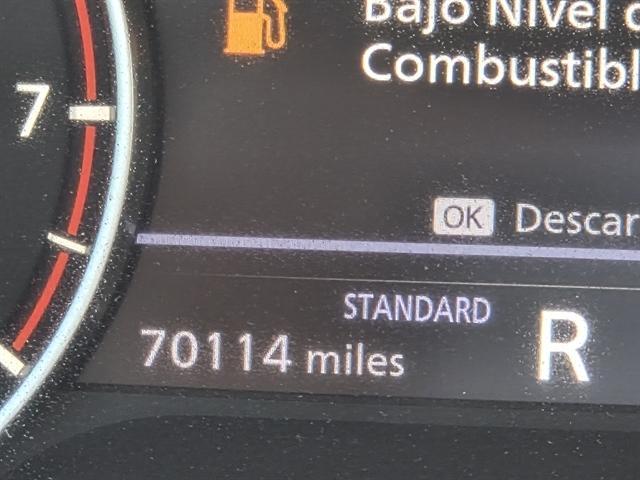 Bajo Nivel
Combustibl
7
OK Descar
STANDARD
70114 miles
R